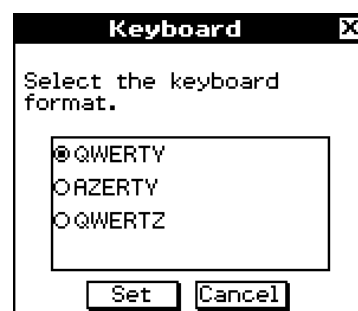 Keyboard
Select the keyboard
format.
QWERTY
AZERTY
QWERTZ
Set Cancel